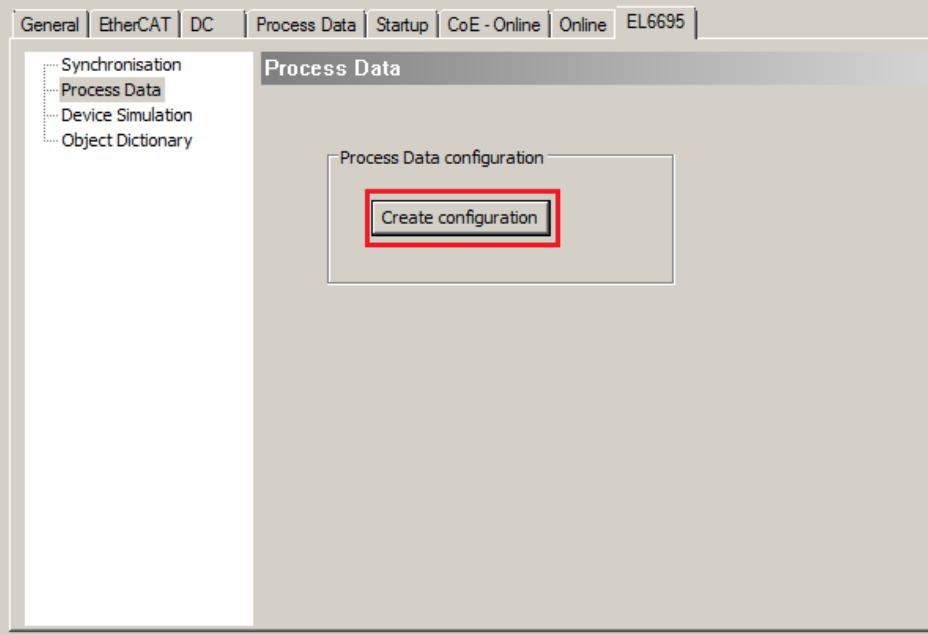 General EtherCAT DC Process Data Startup CoE - Online Online EL6695
Synchronisation
Process Data
Device Simulation
Object Dictionary
Process Data
Process Data configuration
Create configuration